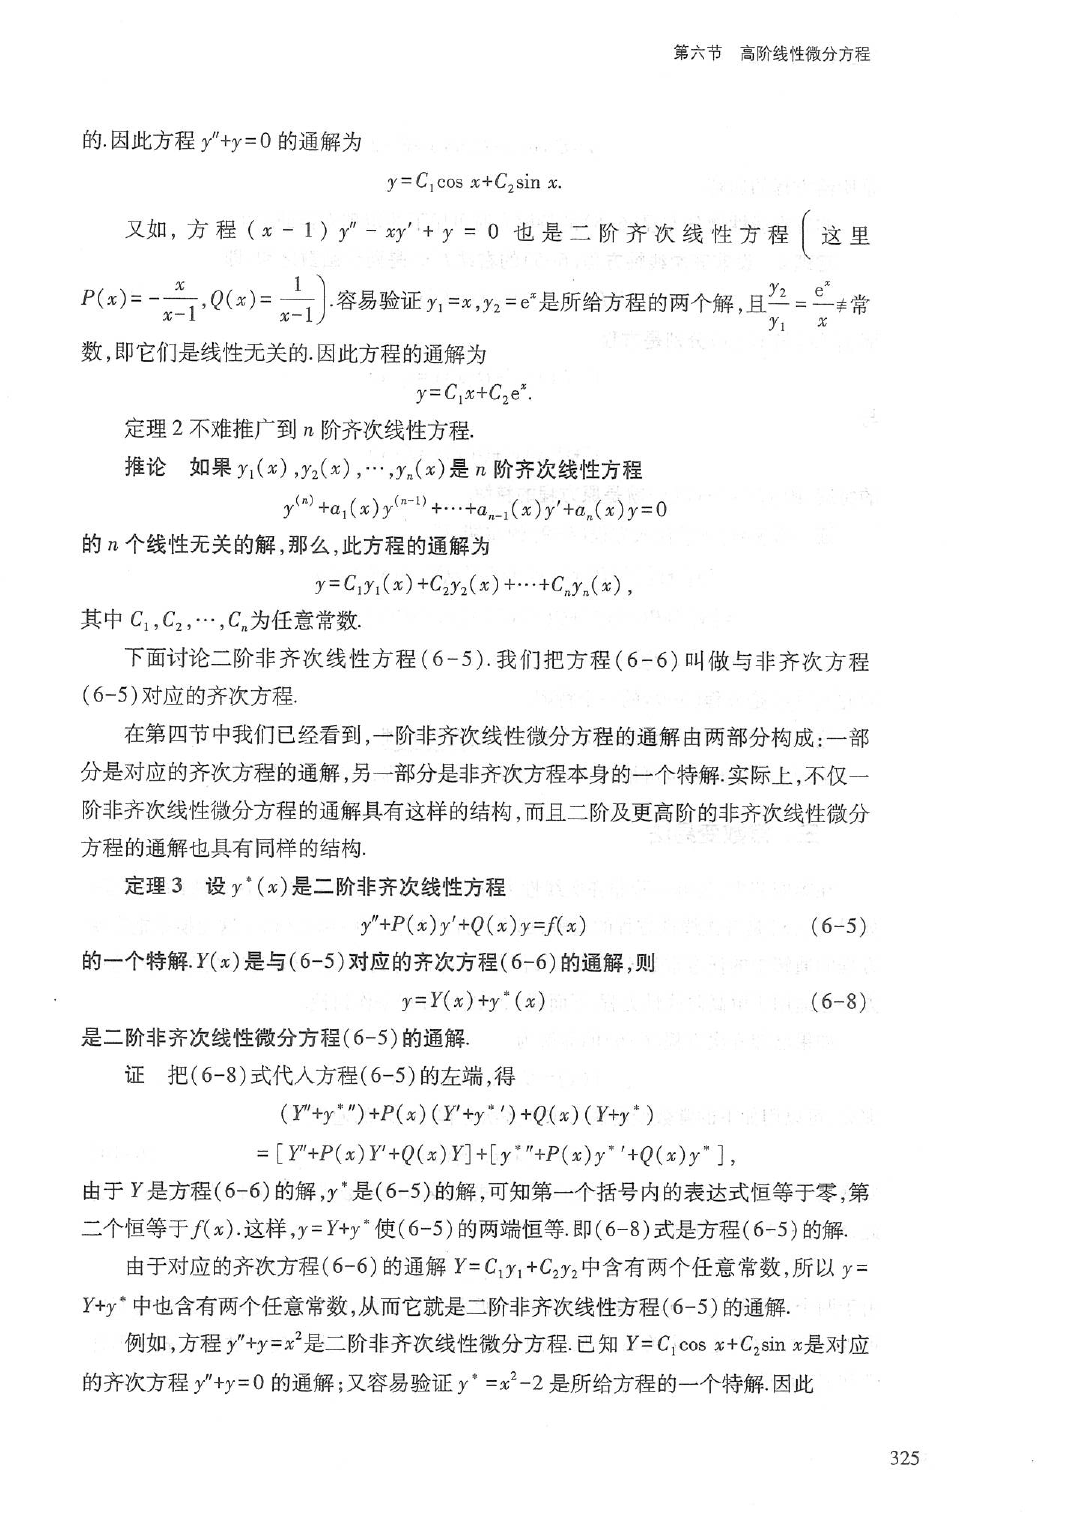 第六节 高阶线性微分方程
的.因此方程 y″+y=0 的通解为
y=C₁cos x+C₂sin x.
又如, 方程 (x-1)y″-xy′+y=0 也是二阶齐次线性方程(这里
P(x)=-x/(x-1),Q(x)=1/(x-1)).容易验证 y₁=x,y₂=eˣ是所给方程的两个解,且y₂/y₁=eˣ/x≢常
数,即它们是线性无关的.因此方程的通解为
y=C₁x+C₂eˣ.
定理 2 不难推广到 n 阶齐次线性方程.
推论 如果 y₁(x),y₂(x),…,yₙ(x)是 n 阶齐次线性方程
y⁽ⁿ⁾+a₁(x)y⁽ⁿ⁻¹⁾+…+aₙ₋₁(x)y′+aₙ(x)y=0
的 n 个线性无关的解,那么,此方程的通解为
y=C₁y₁(x)+C₂y₂(x)+…+Cₙyₙ(x),
其中 C₁,C₂,…,Cₙ为任意常数.
下面讨论二阶非齐次线性方程(6-5).我们把方程(6-6)叫做与非齐次方程
(6-5)对应的齐次方程.
在第四节中我们已经看到,一阶非齐次线性微分方程的通解由两部分构成:一部
分是对应的齐次方程的通解,另一部分是非齐次方程本身的一个特解.实际上,不仅一
阶非齐次线性微分方程的通解具有这样的结构,而且二阶及更高阶的非齐次线性微分
方程的通解也具有同样的结构.
定理 3 设 y*(x)是二阶非齐次线性方程
y″+P(x)y′+Q(x)y=f(x) (6-5)
的一个特解.Y(x)是与(6-5)对应的齐次方程(6-6)的通解,则
y=Y(x)+y*(x) (6-8)
是二阶非齐次线性微分方程(6-5)的通解.
证 把(6-8)式代入方程(6-5)的左端,得
(Y″+y*″)+P(x)(Y′+y*′)+Q(x)(Y+y*)
=[Y″+P(x)Y′+Q(x)Y]+[y*″+P(x)y*′+Q(x)y*],
由于 Y 是方程(6-6)的解,y*是(6-5)的解,可知第一个括号内的表达式恒等于零,第
二个恒等于f(x).这样,y=Y+y*使(6-5)的两端恒等.即(6-8)式是方程(6-5)的解.
由于对应的齐次方程(6-6)的通解 Y=C₁y₁+C₂y₂中含有两个任意常数,所以 y=
Y+y*中也含有两个任意常数,从而它就是二阶非齐次线性方程(6-5)的通解.
例如,方程 y″+y=x²是二阶非齐次线性微分方程.已知 Y=C₁cos x+C₂sin x是对应
的齐次方程 y″+y=0 的通解;又容易验证 y*=x²-2 是所给方程的一个特解.因此
325